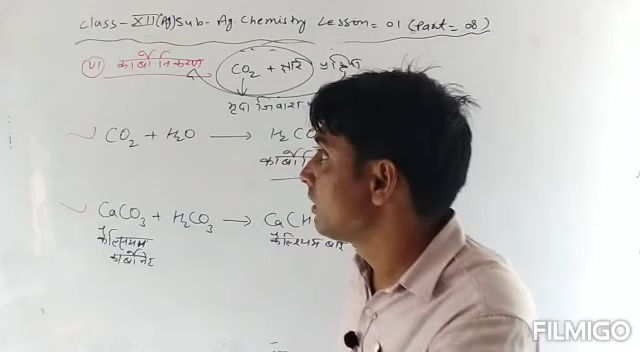 Class - XII (Ag) Sub - Ag. Chemistry Lesson = 01 (Part = 08)
VI कार्बोनिकरण CO₂ + क्षार
मृदा जिवाश
CO₂ + H₂O ⟶ H₂CO
CaCO₃ + H₂CO₃ → Ca(H
कैल्सियम कैल्सियम बाई
कार्बोनेट
FILMIGO